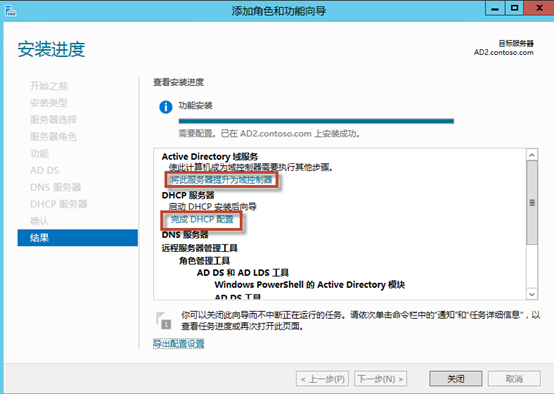 添加角色和功能向导
安装进度
目标服务器
AD2.contoso.com
开始之前
安装类型
服务器选择
服务器角色
功能
AD DS
DNS 服务器
DHCP 服务器
确认
结果
查看安装进度
功能安装
需要配置。已在 AD2.contoso.com 上安装成功。
Active Directory 域服务
使此计算机成为域控制器需要执行其他步骤。
将此服务器提升为域控制器
DHCP 服务器
启动 DHCP 安装后向导
完成 DHCP 配置
DNS 服务器
远程服务器管理工具
角色管理工具
AD DS 和 AD LDS 工具
Windows PowerShell 的 Active Directory 模块
AD DS 工具
1
你可以关闭此向导而不中断正在运行的任务。请依次单击命令栏中的"通知"和"任务详细信息"，以
查看任务进度或再次打开此页面。
导出配置设置
< 上一步(P)
下一步(N) >
关闭
取消